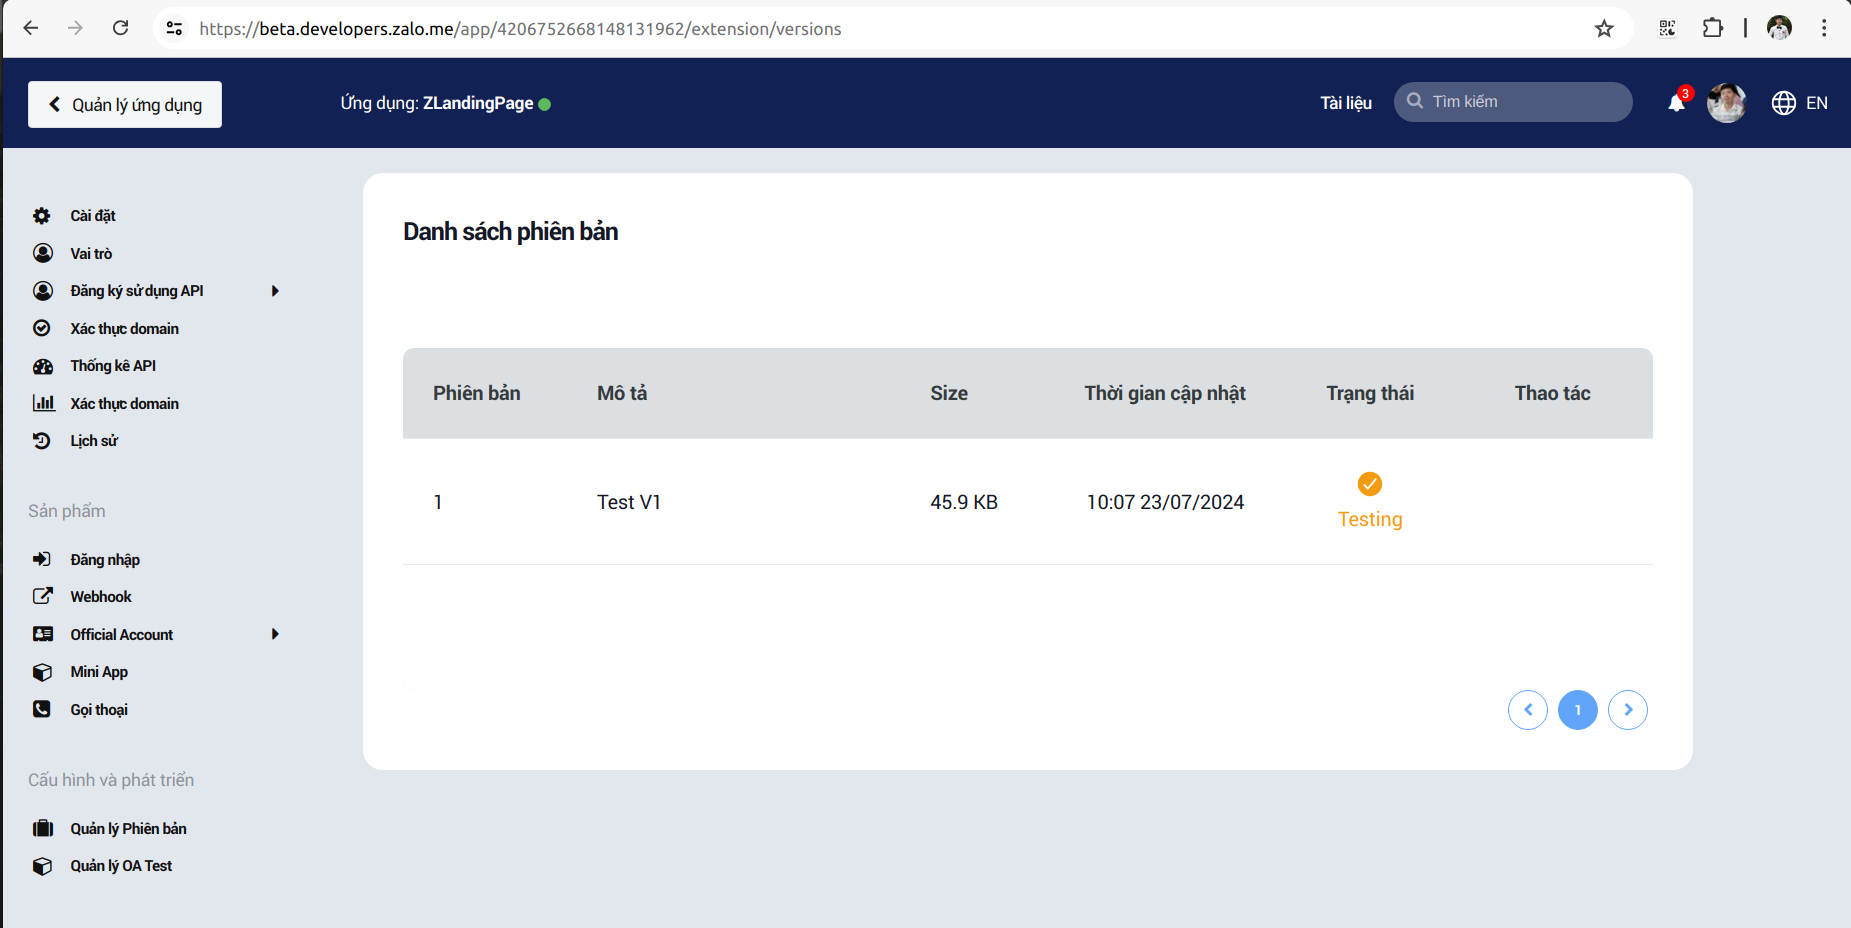 https://beta.developers.zalo.me/app/4206752668148131962/extension/versions
Quản lý ứng dụng
Ứng dụng: ZLandingPage
Tài liệu
Tìm kiếm
3
EN
Cài đặt
Vai trò
Đăng ký sử dụng API
Xác thực domain
Thống kê API
Xác thực domain
Lịch sử
Sản phẩm
Đăng nhập
Webhook
Official Account
Mini App
Gọi thoại
Cấu hình và phát triển
Quản lý Phiên bản
Quản lý OA Test
Danh sách phiên bản
Phiên bản Mô tả Size Thời gian cập nhật Trạng thái Thao tác
1 Test V1 45.9 KB 10:07 23/07/2024 Testing
1